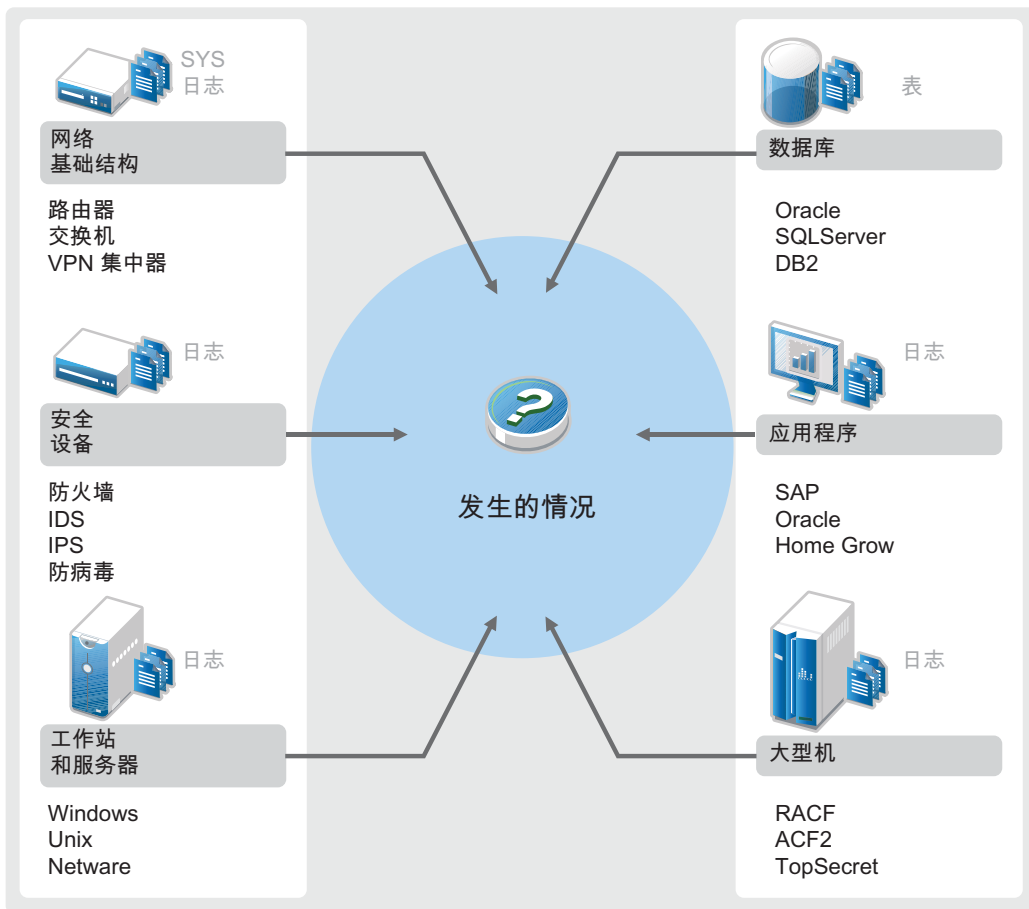 SYS
日志
网络
基础结构
路由器
交换机
VPN 集中器
日志
安全
设备
防火墙
IDS
IPS
防病毒
日志
工作站
和服务器
Windows
Unix
Netware
?
发生的情况
表
数据库
Oracle
SQLServer
DB2
日志
应用程序
SAP
Oracle
Home Grow
日志
大型机
RACF
ACF2
TopSecret